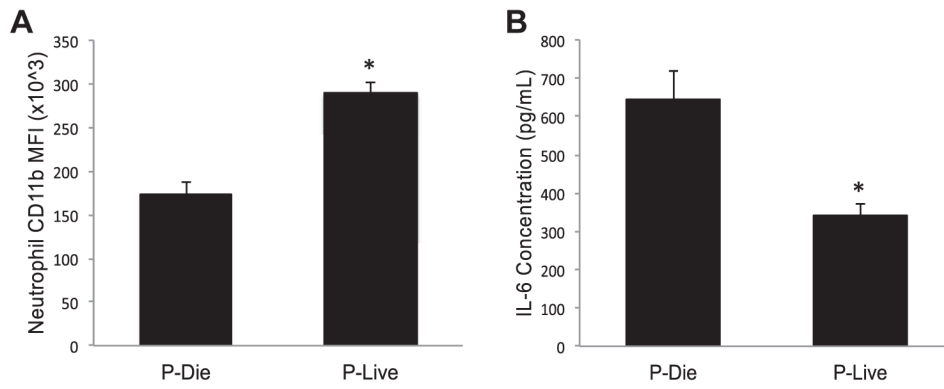 A
Neutrophil CD11b MFI (x10^3)
350
300
250
200
150
100
50
0
*
P-Die
P-Live
B
IL-6 Concentration (pg/mL)
800
700
600
500
400
300
200
100
0
*
P-Die
P-Live